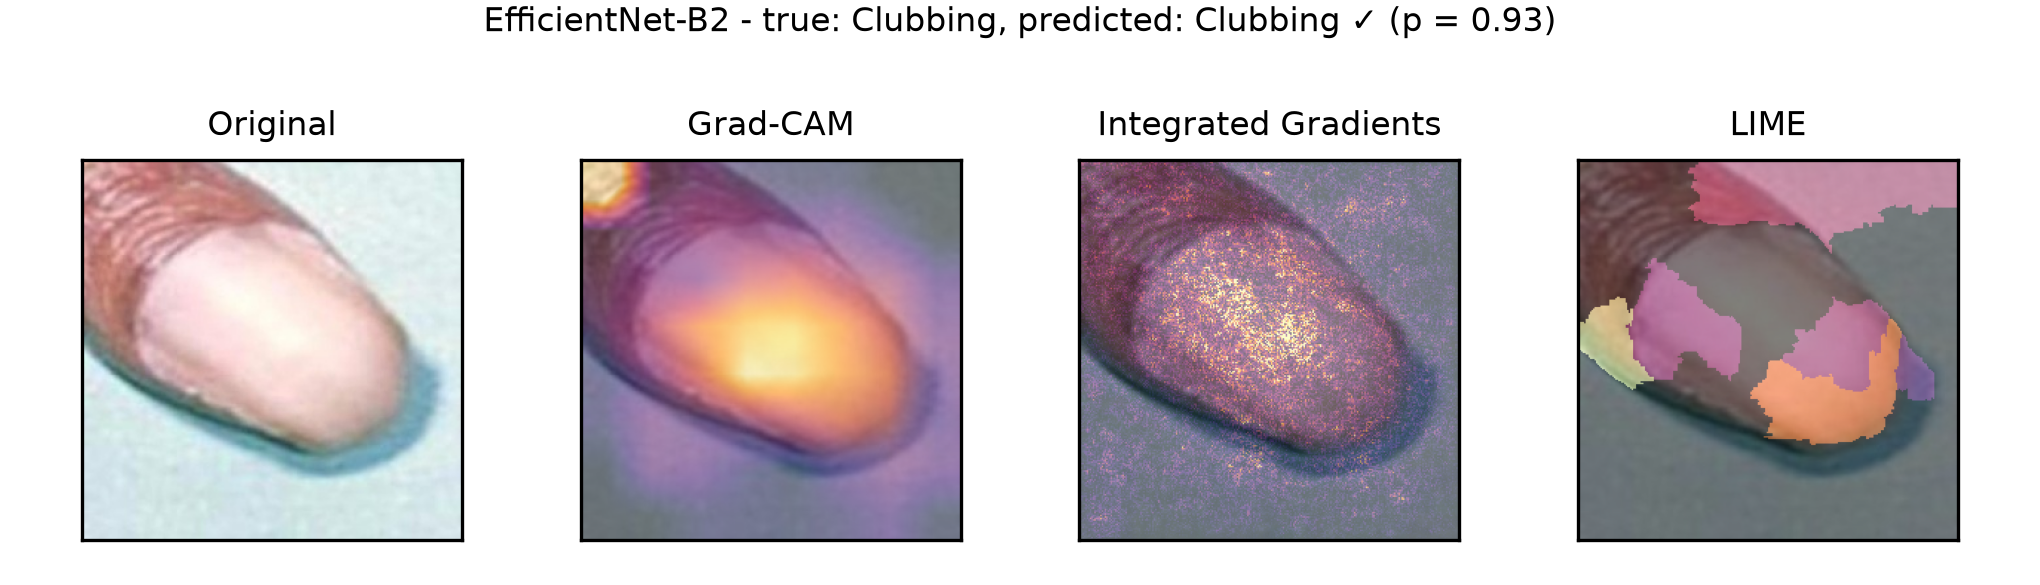 EfficientNet-B2 - true: Clubbing, predicted: Clubbing ✓ (p = 0.93)
Original
Grad-CAM
Integrated Gradients
LIME